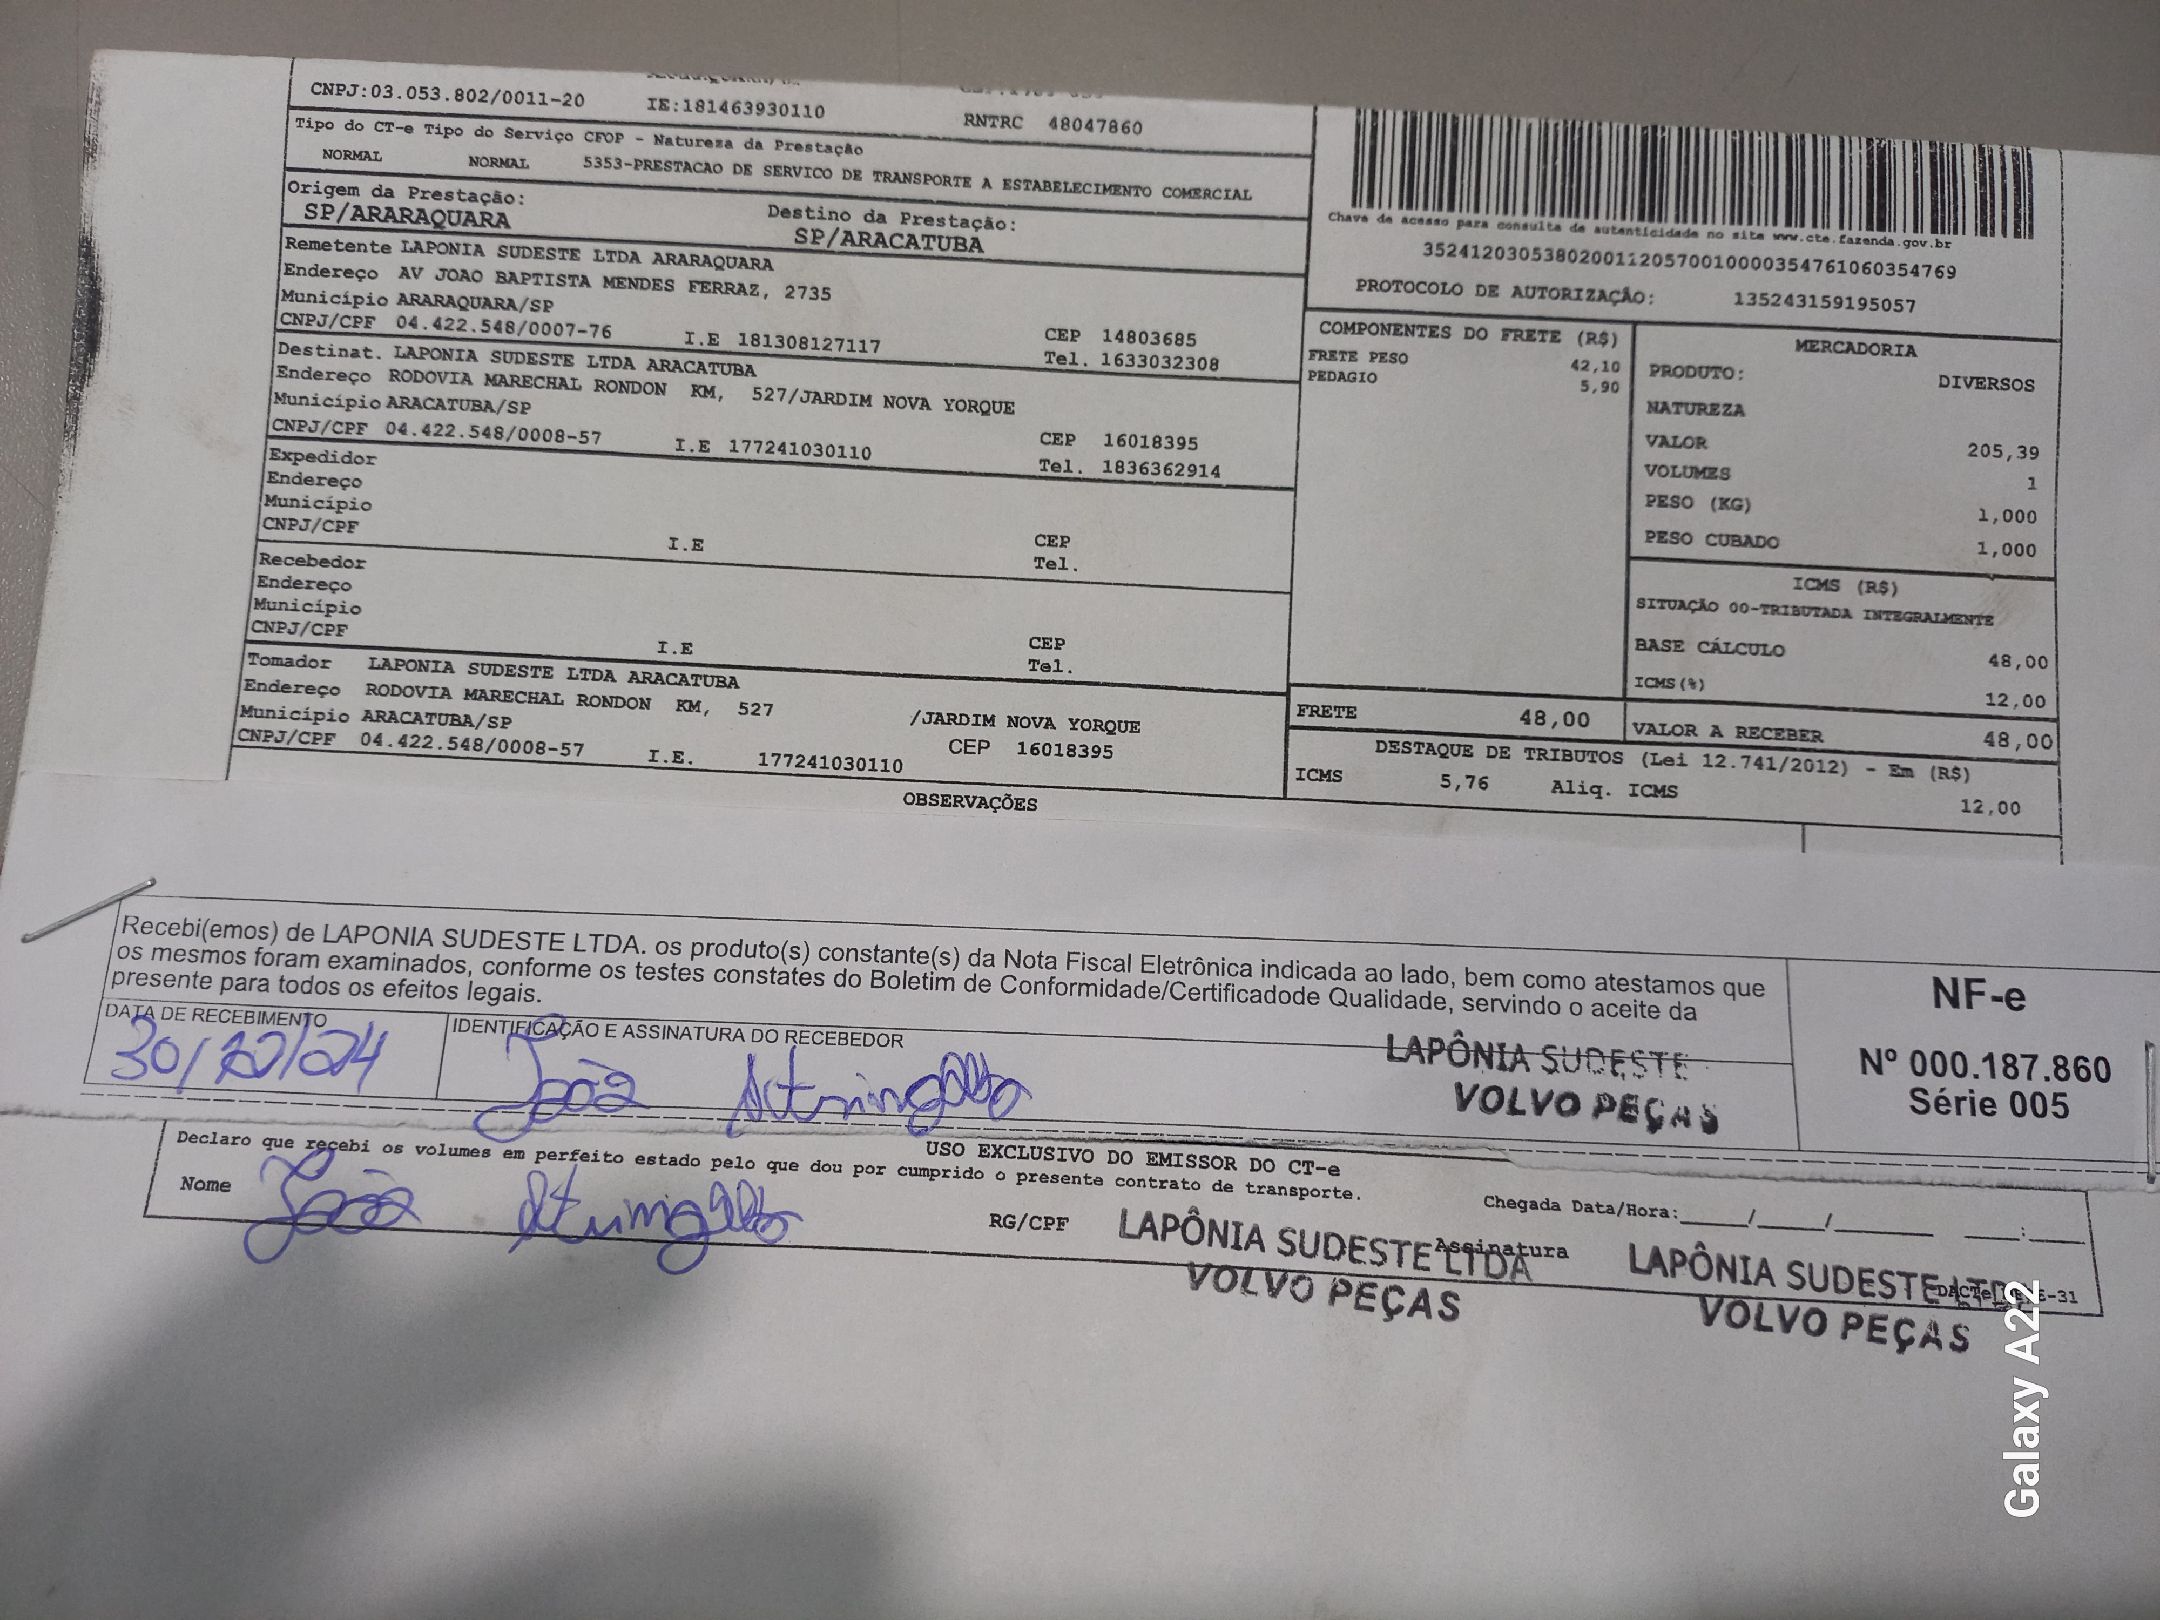 CNPJ:03.053.802/0011-20 IE:181463930110 RNTRC 48047860
Tipo do CT-e Tipo do Serviço CFOP - Natureza da Prestação
NORMAL NORMAL 5353-PRESTACAO DE SERVICO DE TRANSPORTE A ESTABELECIMENTO COMERCIAL
Origem da Prestação: Destino da Prestação:
SP/ARARAQUARA SP/ARACATUBA
Remetente LAPONIA SUDESTE LTDA ARARAQUARA
Endereço AV JOAO BAPTISTA MENDES FERRAZ, 2735
Município ARARAQUARA/SP CEP 14803685
CNPJ/CPF 04.422.548/0007-76 I.E 181308127117 Tel. 1633032308
Destinat. LAPONIA SUDESTE LTDA ARACATUBA
Endereço RODOVIA MARECHAL RONDON KM, 527/JARDIM NOVA YORQUE
Município ARACATUBA/SP CEP 16018395
CNPJ/CPF 04.422.548/0008-57 I.E 177241030110 Tel. 1836362914
Expedidor
Endereço
Município CEP
CNPJ/CPF I.E Tel.
Recebedor
Endereço
Município CEP
CNPJ/CPF I.E Tel.
Tomador LAPONIA SUDESTE LTDA ARACATUBA
Endereço RODOVIA MARECHAL RONDON KM, 527 /JARDIM NOVA YORQUE
Município ARACATUBA/SP CEP 16018395
CNPJ/CPF 04.422.548/0008-57 I.E. 177241030110
OBSERVAÇÕES
Chave de acesso para consulta de autenticidade no site www.cte.fazenda.gov.br
PROTOCOLO DE AUTORIZAÇÃO: 135243159195057
COMPONENTES DO FRETE (R$)
FRETE PESO 42,10
PEDAGIO 5,90
MERCADORIA
PRODUTO: DIVERSOS
NATUREZA
VALOR 205,39
VOLUMES 1
PESO (KG) 1,000
PESO CUBADO 1,000
ICMS (R$)
SITUAÇÃO 00-TRIBUTADA INTEGRALMENTE
BASE CÁLCULO 48,00
ICMS(%) 12,00
FRETE 48,00 VALOR A RECEBER 48,00
DESTAQUE DE TRIBUTOS (Lei 12.741/2012) - Em (R$)
ICMS 5,76 Aliq. ICMS 12,00
Recebi(emos) de LAPONIA SUDESTE LTDA. os produto(s) constante(s) da Nota Fiscal Eletrônica indicada ao lado, bem como atestamos que
os mesmos foram examinados, conforme os testes constates do Boletim de Conformidade/Certificadode Qualidade, servindo o aceite da
presente para todos os efeitos legais.
DATA DE RECEBIMENTO IDENTIFICAÇÃO E ASSINATURA DO RECEBEDOR
30/12/24 João
LAPÔNIA SUDESTE
VOLVO PEÇAS
NF-e
Nº 000.187.860
Série 005
USO EXCLUSIVO DO EMISSOR DO CT-e
Declaro que recebi os volumes em perfeito estado pelo que dou por cumprido o presente contrato de transporte.
Nome João RG/CPF Chegada Data/Hora:_____/_____/_______ ___:____
Assinatura
LAPÔNIA SUDESTE LTDA
VOLVO PEÇAS
LAPÔNIA SUDESTE LTDA
VOLVO PEÇAS
Galaxy A22